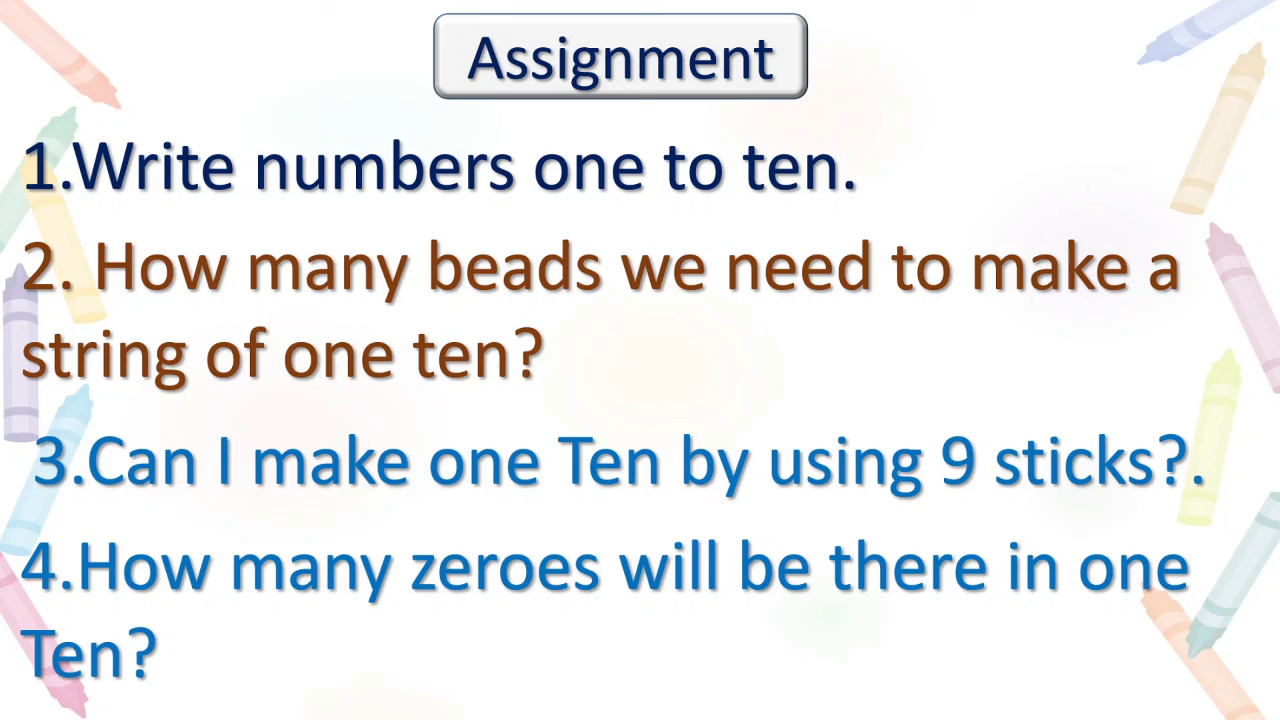 Assignment
1.Write numbers one to ten.
2. How many beads we need to make a
string of one ten?
3.Can I make one Ten by using 9 sticks?.
4.How many zeroes will be there in one
Ten?